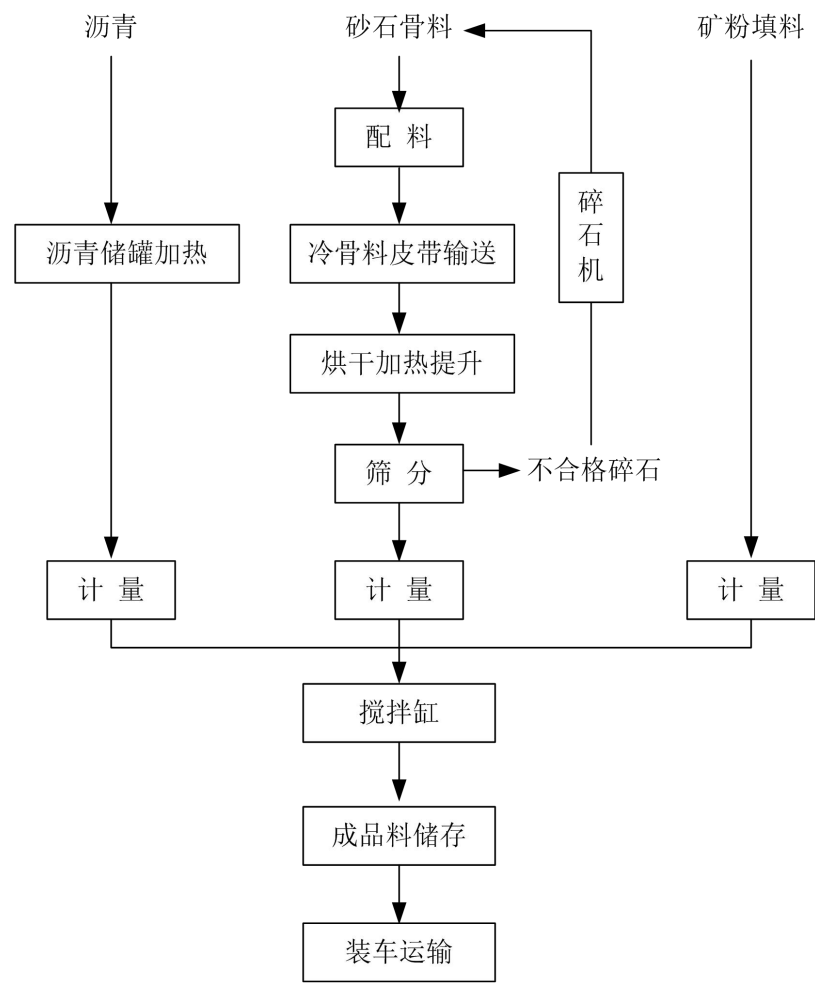 沥青
砂石骨料
矿粉填料
配 料
碎石机
沥青储罐加热
冷骨料皮带输送
烘干加热提升
筛 分
不合格碎石
计 量
计 量
计 量
搅拌缸
成品料储存
装车运输